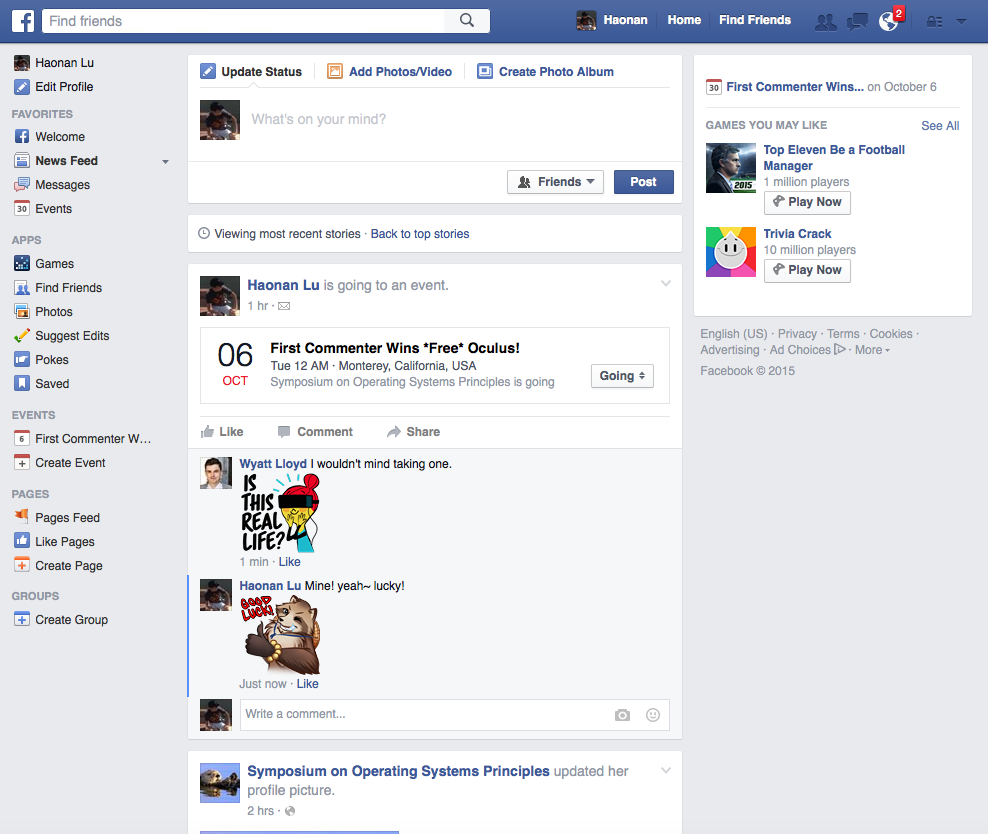 f
Find friends
Haonan
Home
Find Friends
2
Haonan Lu
Edit Profile
FAVORITES
Welcome
News Feed
Messages
30 Events
APPS
Games
Find Friends
Photos
Suggest Edits
Pokes
Saved
EVENTS
6 First Commenter W...
Create Event
PAGES
Pages Feed
Like Pages
Create Page
GROUPS
Create Group
Update Status
Add Photos/Video
Create Photo Album
What's on your mind?
Friends
Post
Viewing most recent stories · Back to top stories
Haonan Lu is going to an event.
1 hr ·
06
OCT
First Commenter Wins *Free* Oculus!
Tue 12 AM · Monterey, California, USA
Symposium on Operating Systems Principles is going
Going
Like
Comment
Share
Wyatt Lloyd I wouldn't mind taking one.
IS
THIS
REAL
LIFE?
1 min · Like
Haonan Lu Mine! yeah~ lucky!
GOOD
LUCK!
Just now · Like
Write a comment...
Symposium on Operating Systems Principles updated her
profile picture.
2 hrs ·
30 First Commenter Wins... on October 6
GAMES YOU MAY LIKE
See All
2015
Top Eleven Be a Football
Manager
1 million players
Play Now
Trivia Crack
10 million players
Play Now
English (US) · Privacy · Terms · Cookies ·
Advertising · Ad Choices · More
Facebook © 2015